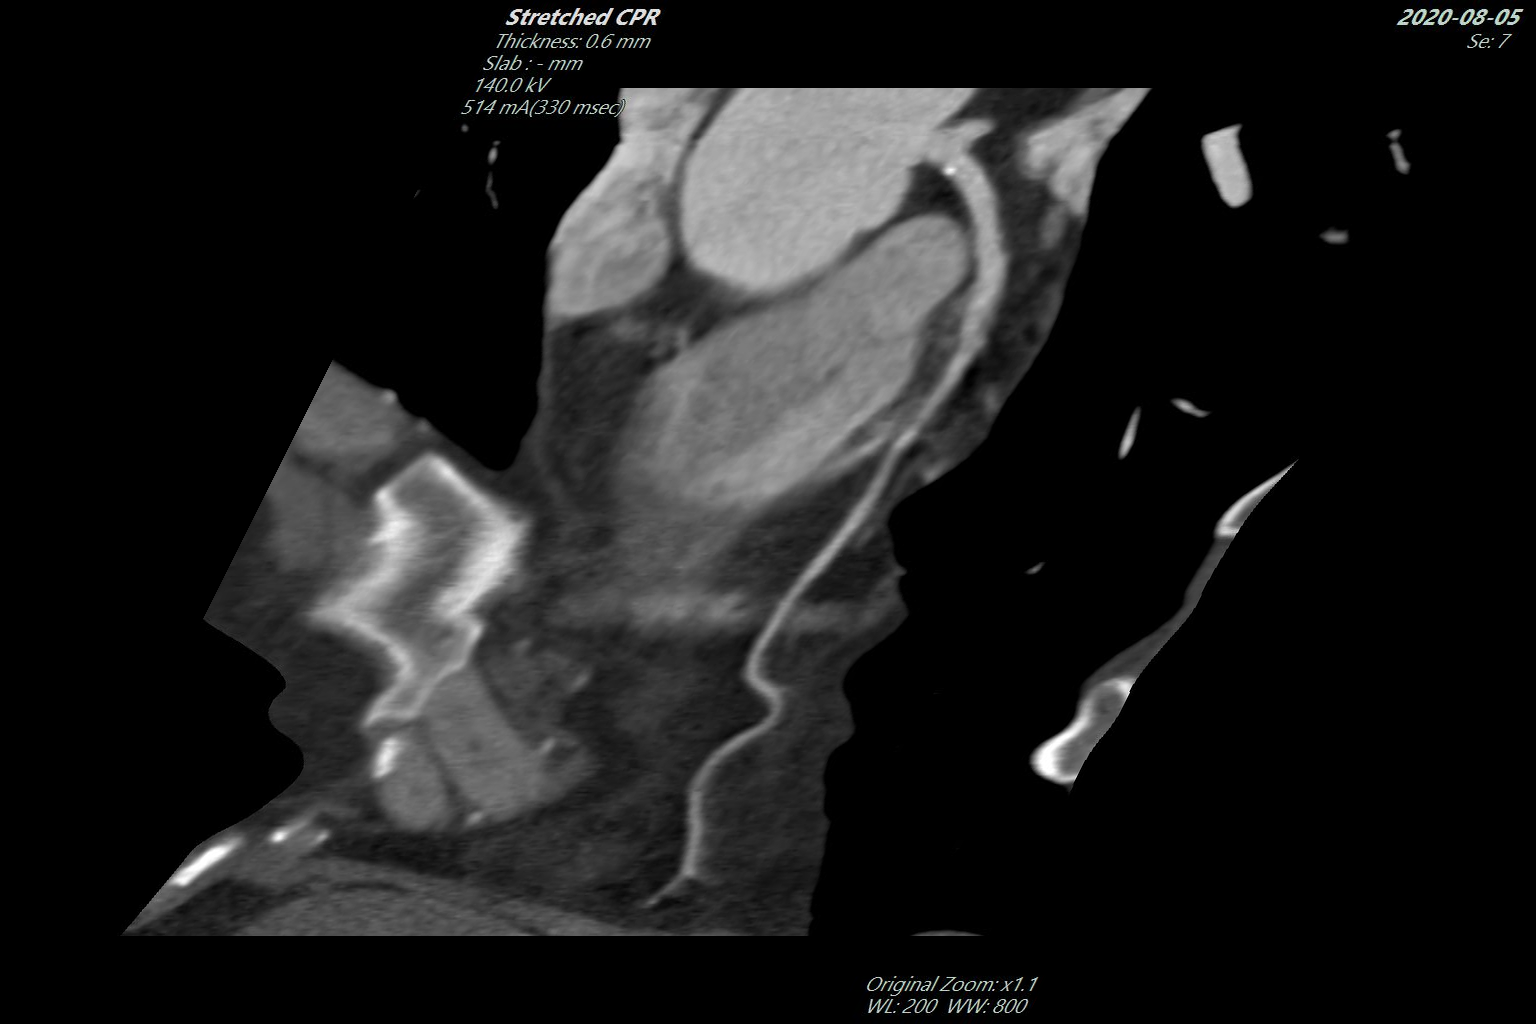 Stretched CPR
Thickness: 0.6 mm
Slab : - mm
140.0 kV
514 mA(330 msec)
2020-08-05
Se: 7
Original Zoom: x1.1
WL: 200 WW: 800